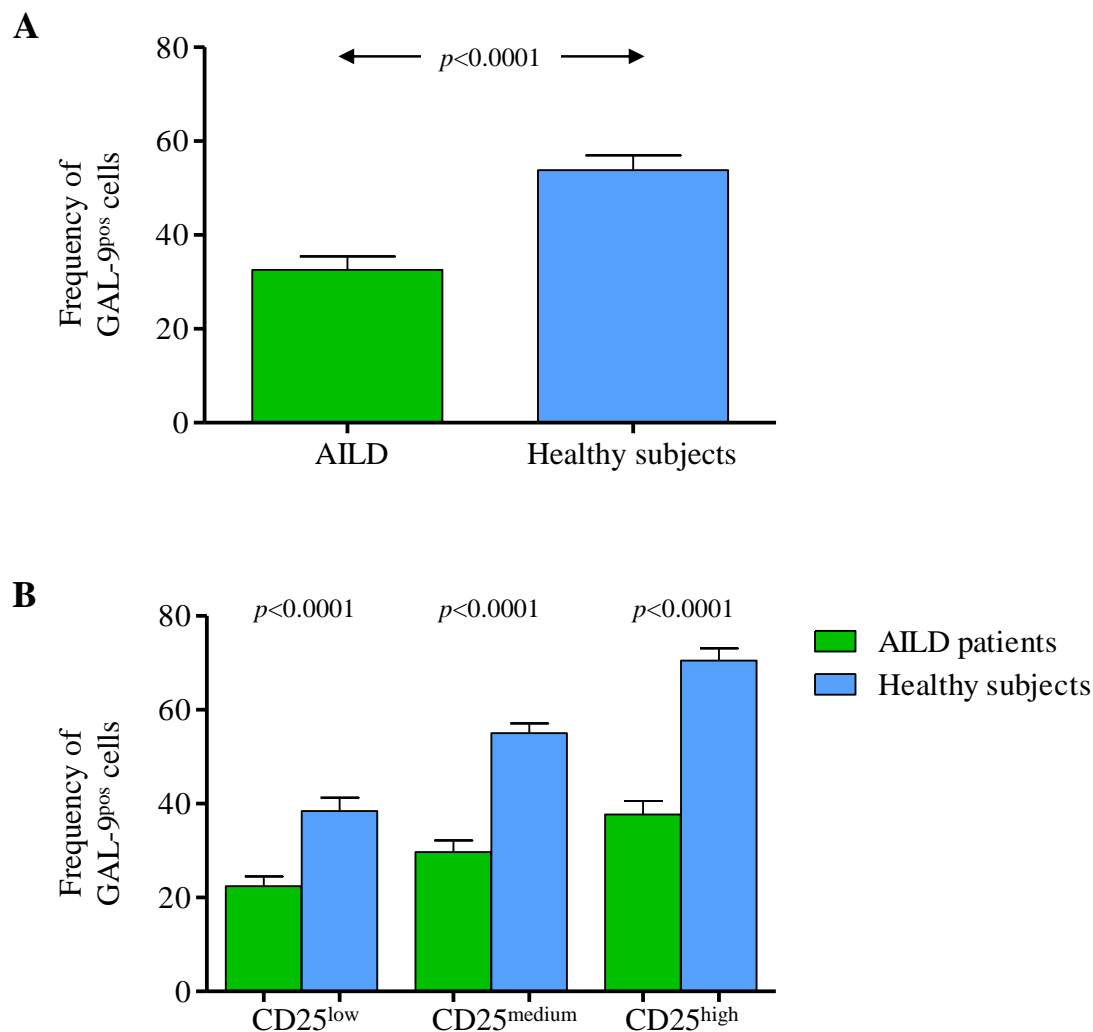 A
80
60
40
20
0
Frequency of
GAL-9pos cells
p<0.0001
AILD
Healthy subjects
B
80
60
40
20
0
Frequency of
GAL-9pos cells
p<0.0001
p<0.0001
p<0.0001
CD25low
CD25medium
CD25high
AILD patients
Healthy subjects